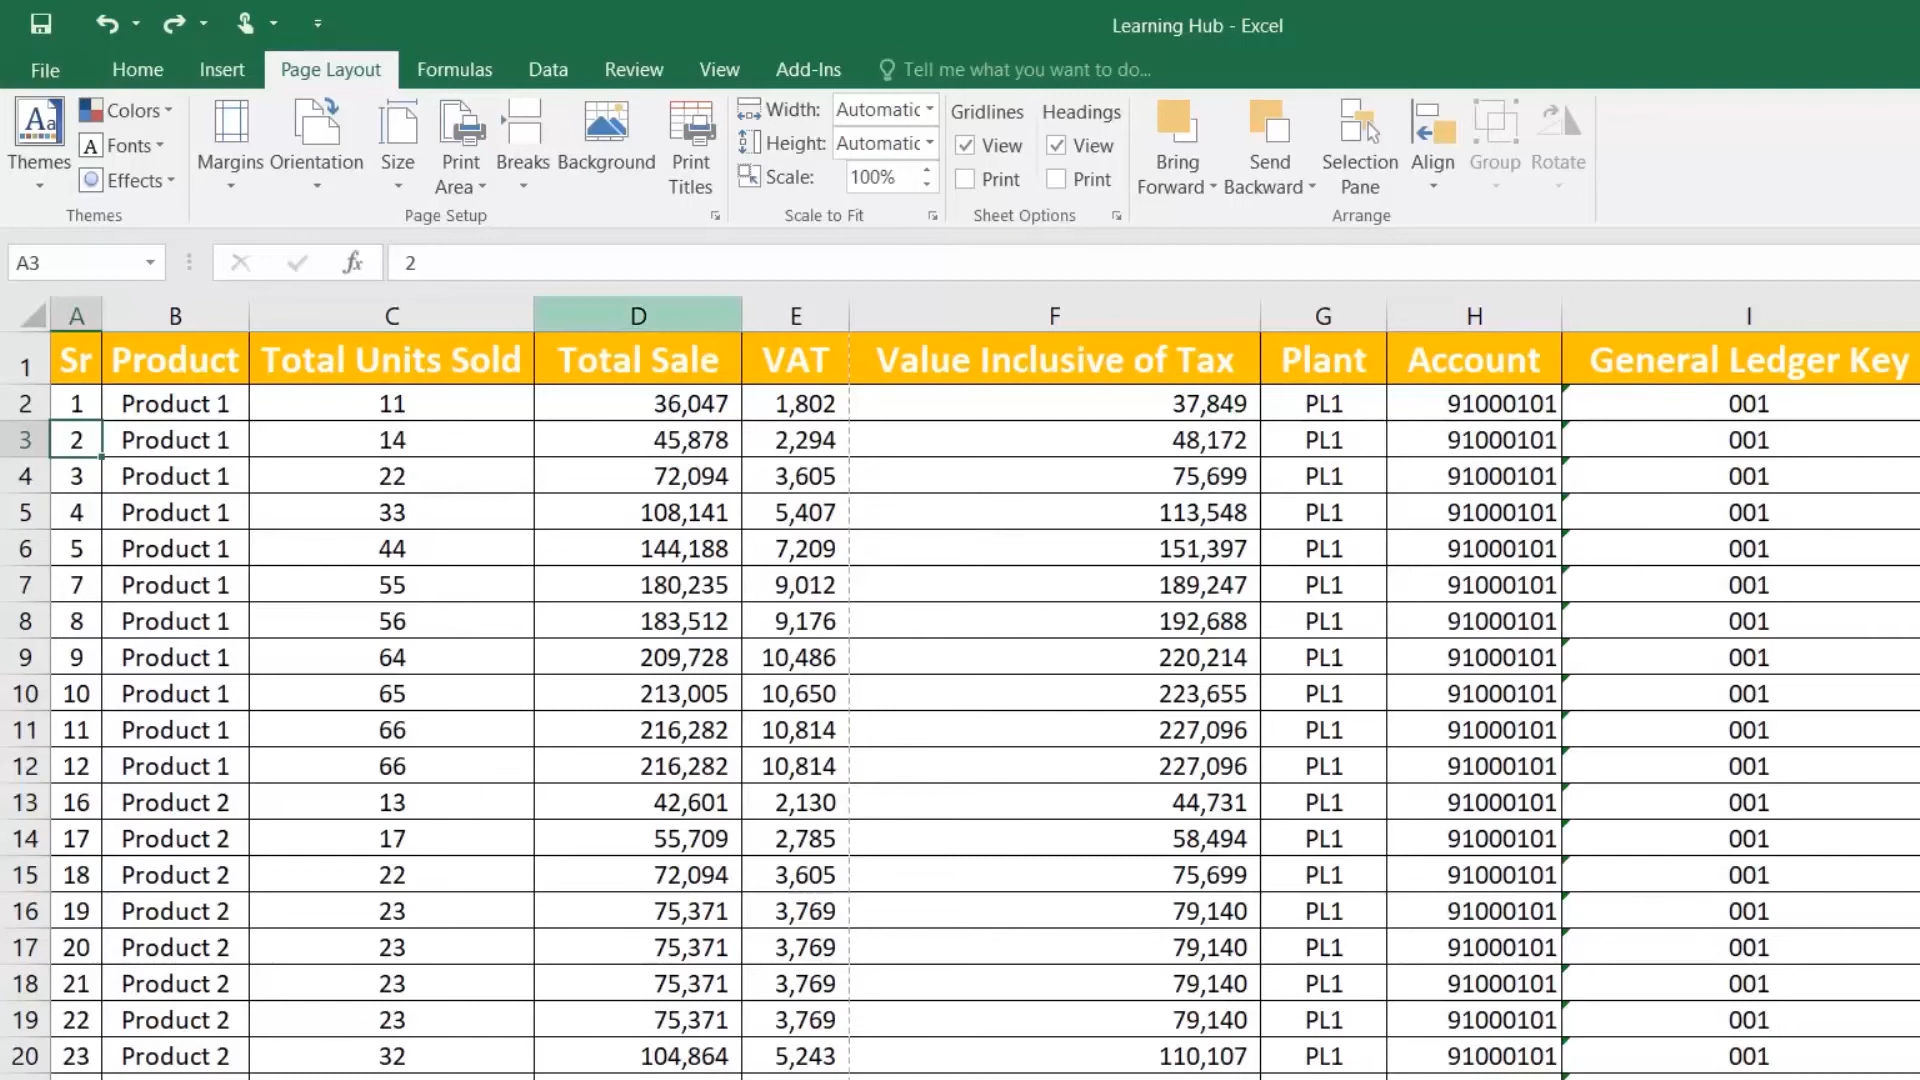 Learning Hub - Excel
File Home Insert Page Layout Formulas Data Review View Add-Ins Tell me what you want to do...
Aa Themes
Colors
A Fonts
Effects
Margins
Orientation
Size
Print Area
Breaks
Background
Print Titles
Width: Automatic
Height: Automatic
Scale: 100%
Gridlines
View
Print
Headings
View
Print
Bring Forward
Send Backward
Selection Pane
Align
Group
Rotate
Themes Page Setup Scale to Fit Sheet Options Arrange
A3 fx 2
A B C D E F G H I
1 Sr Product Total Units Sold Total Sale VAT Value Inclusive of Tax Plant Account General Ledger Key
2 1 Product 1 11 36,047 1,802 37,849 PL1 91000101 001
3 2 Product 1 14 45,878 2,294 48,172 PL1 91000101 001
4 3 Product 1 22 72,094 3,605 75,699 PL1 91000101 001
5 4 Product 1 33 108,141 5,407 113,548 PL1 91000101 001
6 5 Product 1 44 144,188 7,209 151,397 PL1 91000101 001
7 7 Product 1 55 180,235 9,012 189,247 PL1 91000101 001
8 8 Product 1 56 183,512 9,176 192,688 PL1 91000101 001
9 9 Product 1 64 209,728 10,486 220,214 PL1 91000101 001
10 10 Product 1 65 213,005 10,650 223,655 PL1 91000101 001
11 11 Product 1 66 216,282 10,814 227,096 PL1 91000101 001
12 12 Product 1 66 216,282 10,814 227,096 PL1 91000101 001
13 16 Product 2 13 42,601 2,130 44,731 PL1 91000101 001
14 17 Product 2 17 55,709 2,785 58,494 PL1 91000101 001
15 18 Product 2 22 72,094 3,605 75,699 PL1 91000101 001
16 19 Product 2 23 75,371 3,769 79,140 PL1 91000101 001
17 20 Product 2 23 75,371 3,769 79,140 PL1 91000101 001
18 21 Product 2 23 75,371 3,769 79,140 PL1 91000101 001
19 22 Product 2 23 75,371 3,769 79,140 PL1 91000101 001
20 23 Product 2 32 104,864 5,243 110,107 PL1 91000101 001